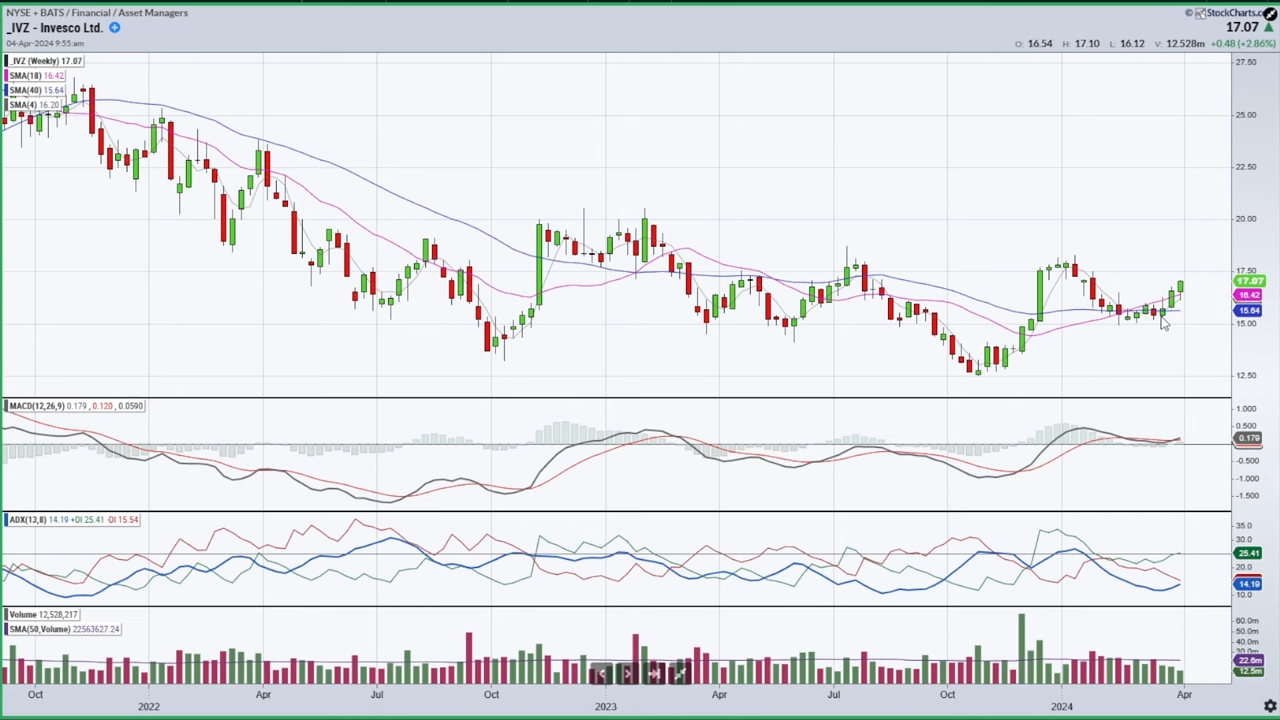 NYSE + BATS / Financial / Asset Managers
© StockCharts.co
_IVZ - Invesco Ltd.
17.07
04-Apr-2024 9:55:am
O: 16.54 H: 17.10 L: 16.12 V: 12.528m +0.48 (+2.86%)
_IVZ (Weekly) 17.07
SMA(18) 16.42
SMA(40) 15.64
SMA(4) 16.20
27.50
25.00
22.50
20.00
17.50
17.07
16.42
15.64
15.00
12.50
MACD(12,26,9) 0.179 , 0.120 , 0.0590
1.000
0.500
0.179
-0.500
-1.000
-1.500
ADX(13,8) 14.19 +DI 25.41 -DI 15.54
35.0
30.0
25.41
20.0
14.19
10.0
Volume 12,528,217
SMA(50,Volume) 22563627.24
60.0m
50.0m
40.0m
30.0m
22.6m
12.5m
Oct Apr Jul Oct Apr Jul Oct Apr
2022 2023 2024